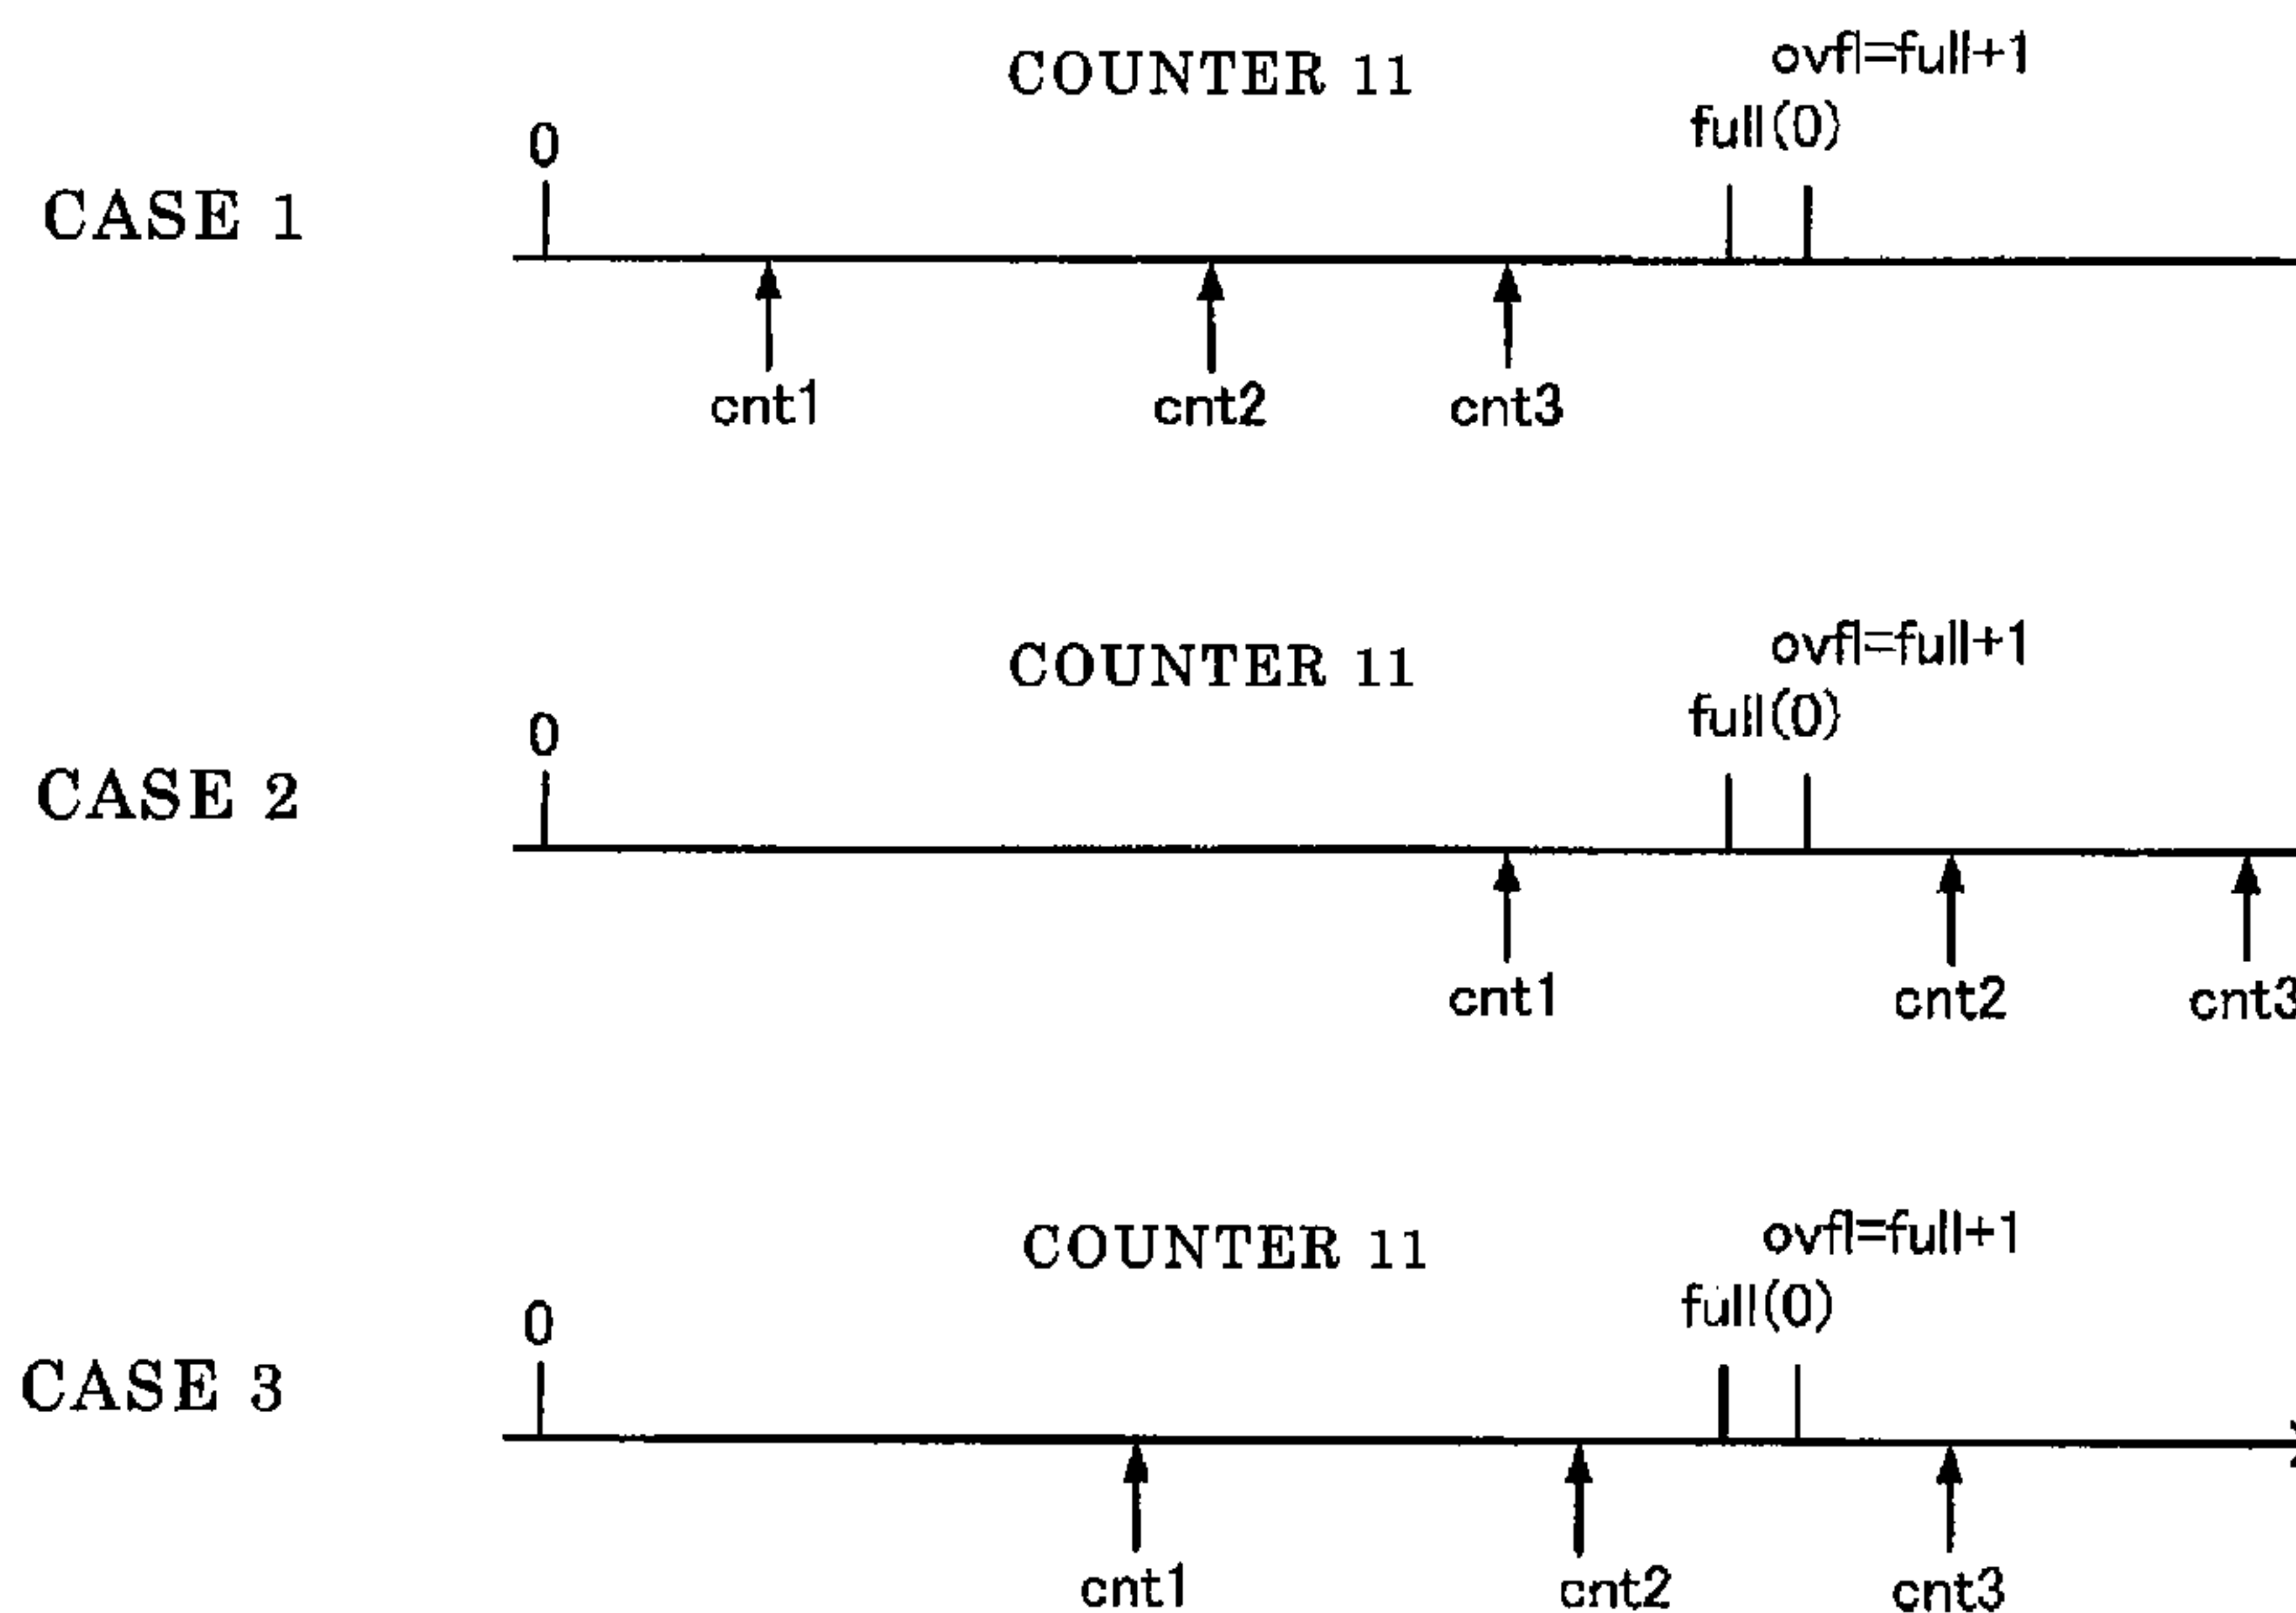 COUNTER 11
ovfl=full+1
full(0)
0
CASE 1
cnt1 cnt2 cnt3
COUNTER 11
ovfl=full+1
full(0)
0
CASE 2
cnt1 cnt2 cnt3
COUNTER 11
ovfl=full+1
full(0)
0
CASE 3
cnt1 cnt2 cnt3